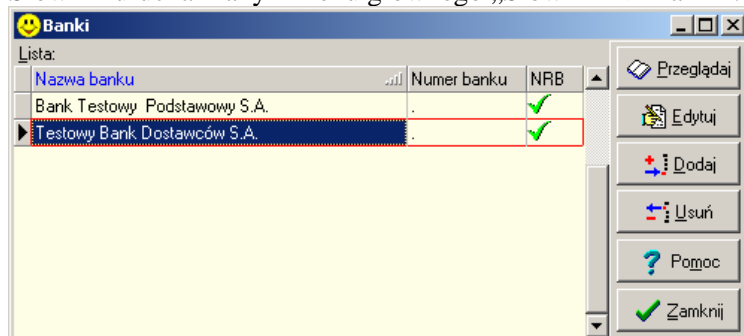 Banki
Lista:
Nazwa banku Numer banku NRB
Bank Testowy Podstawowy S.A. .
Testowy Bank Dostawców S.A. .
Przeglądaj
Edytuj
Dodaj
Usuń
Pomoc
Zamknij